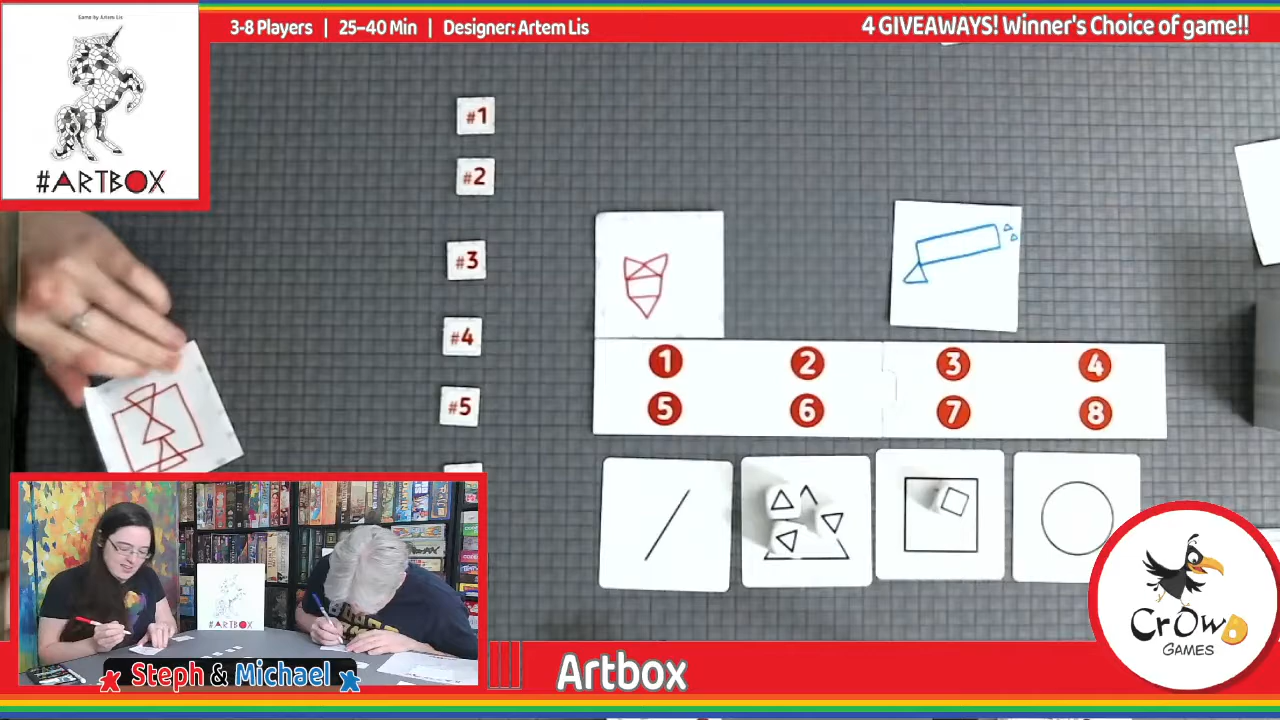 Game by Artem Lis
#ARTBOX
3-8 Players | 25–40 Min | Designer: Artem Lis
4 GIVEAWAYS! Winner's Choice of game!!
#1
#2
#3
#4
#5
1 2 3 4
5 6 7 8
#ARTBOX
Steph & Michael
Artbox
CrOwD
GAMES